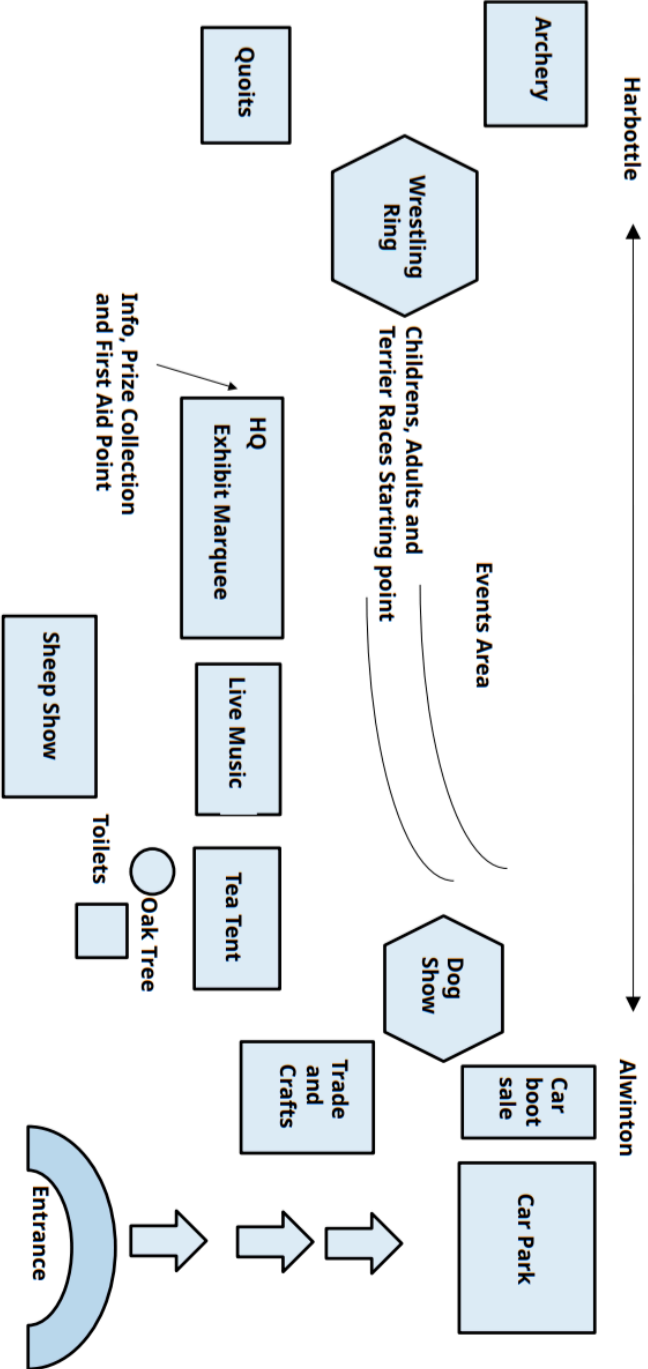 Harbottle
Alwinton
Archery
Car
boot
sale
Car Park
Events Area
Wrestling
Ring
Childrens, Adults and
Terrier Races Starting point
Dog
Show
Quoits
HQ
Exhibit Marquee
Live Music
Tea Tent
Trade
and
Crafts
Info, Prize Collection
and First Aid Point
Oak Tree
Toilets
Sheep Show
Entrance